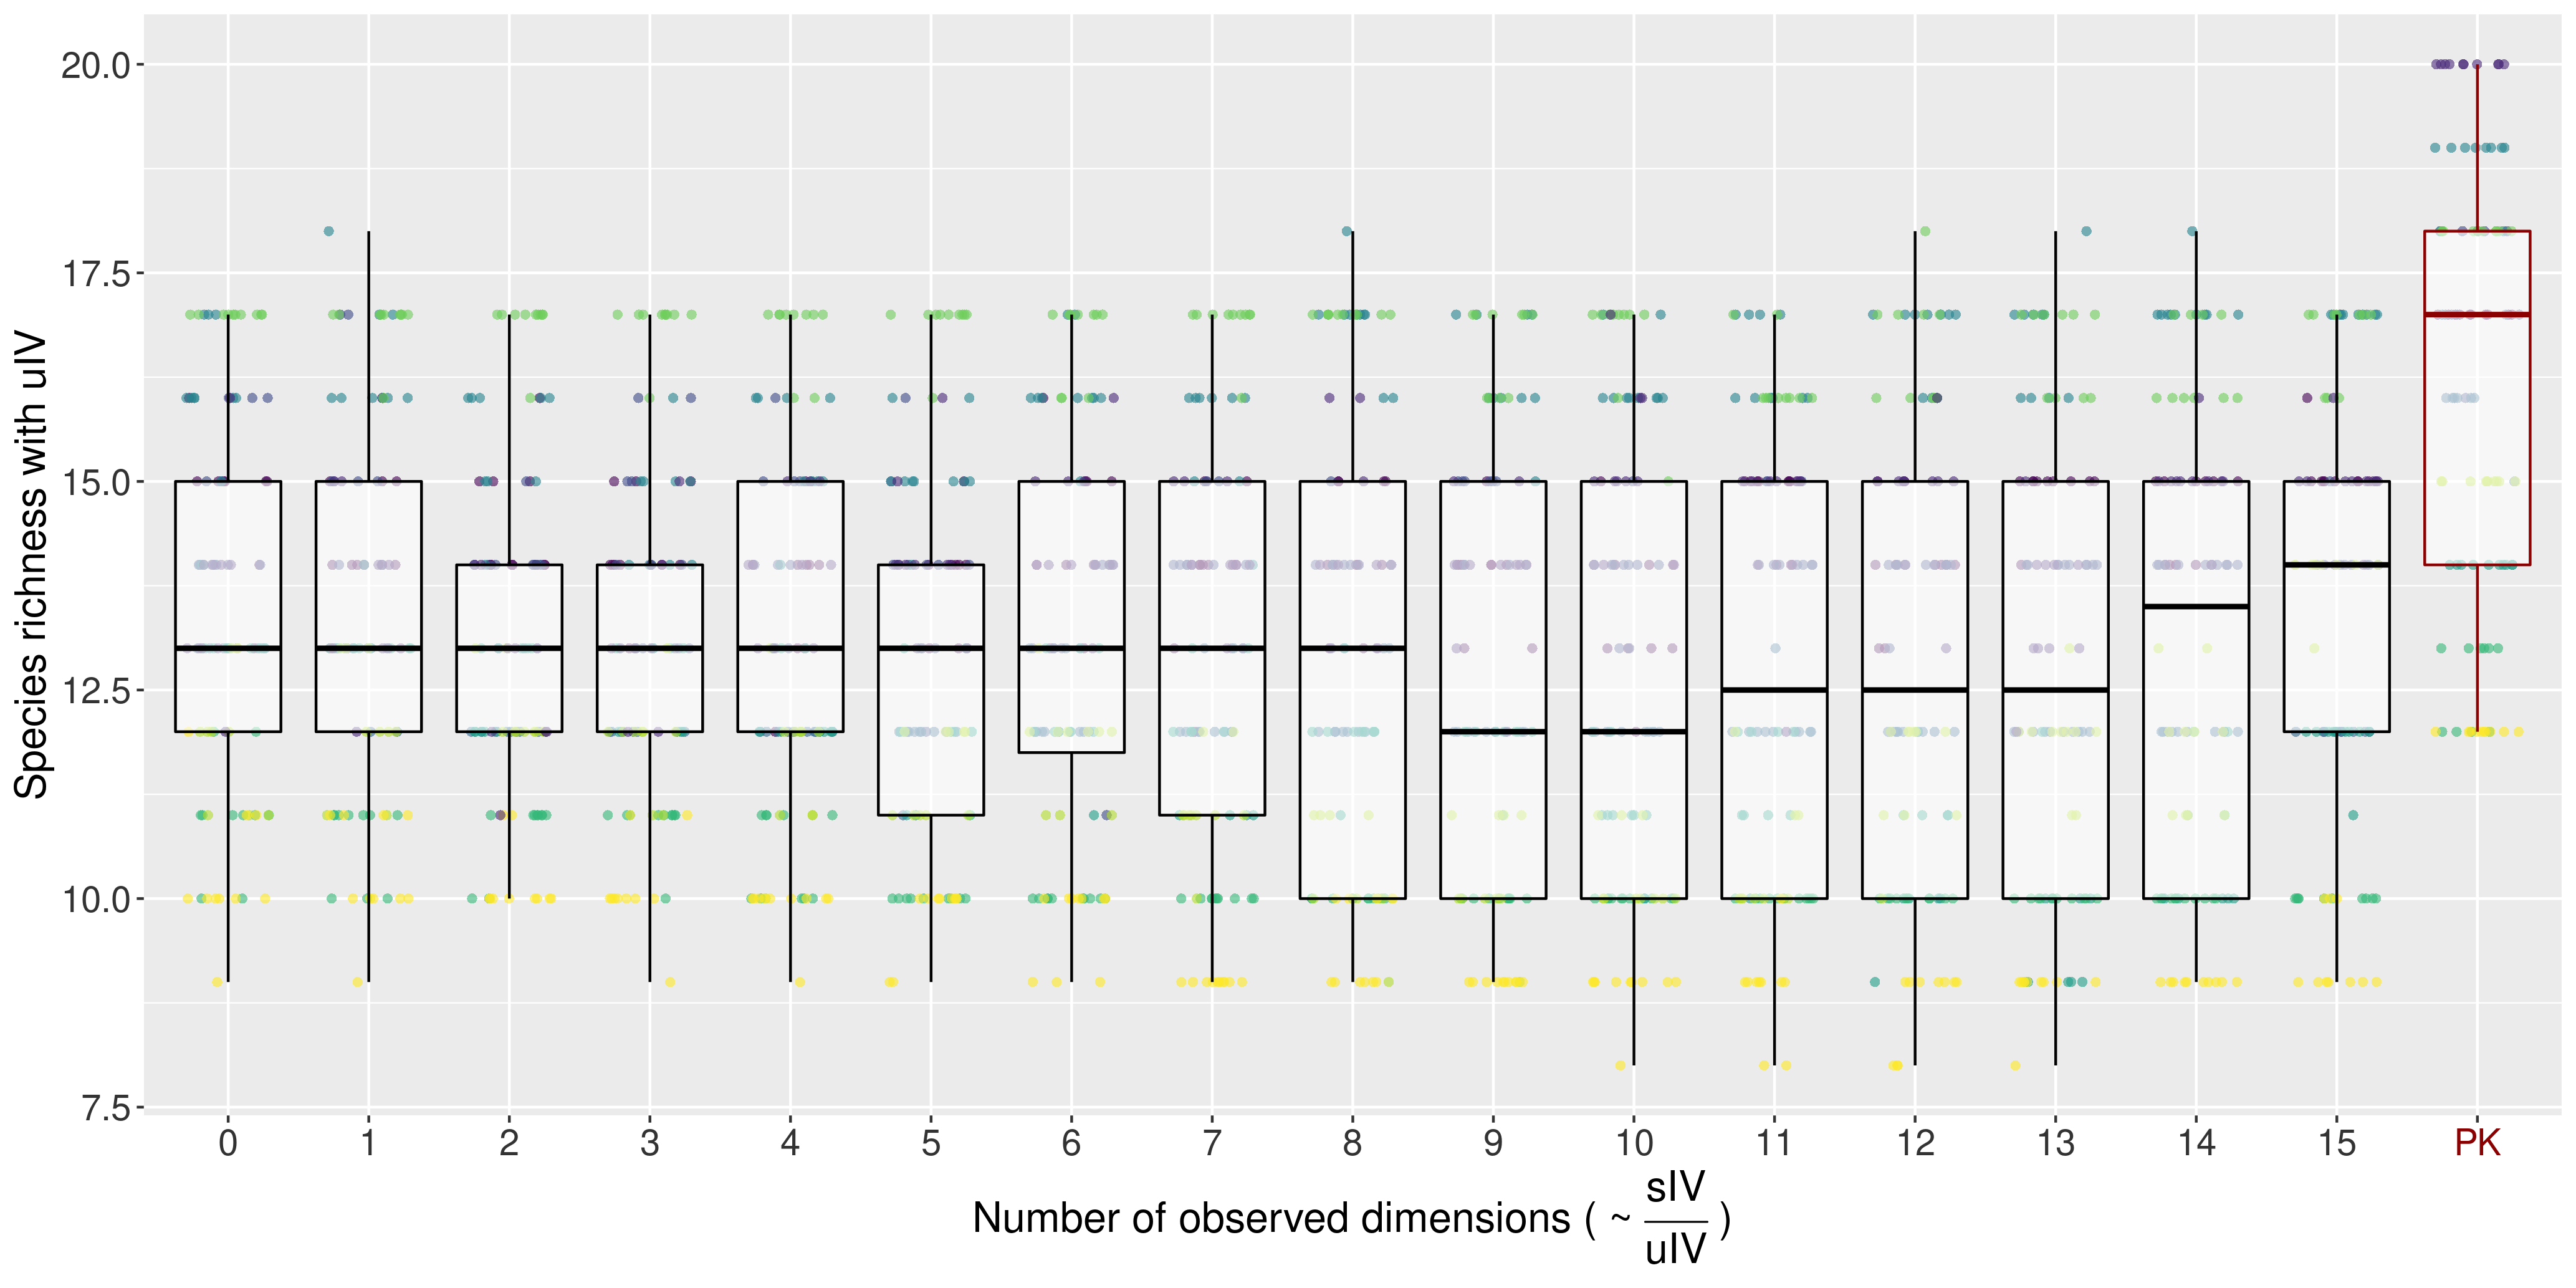 Species richness with uIV
20.0
17.5
15.0
12.5
10.0
7.5
0 1 2 3 4 5 6 7 8 9 10 11 12 13 14 15 PK
Number of observed dimensions ( ~ sIV / uIV )